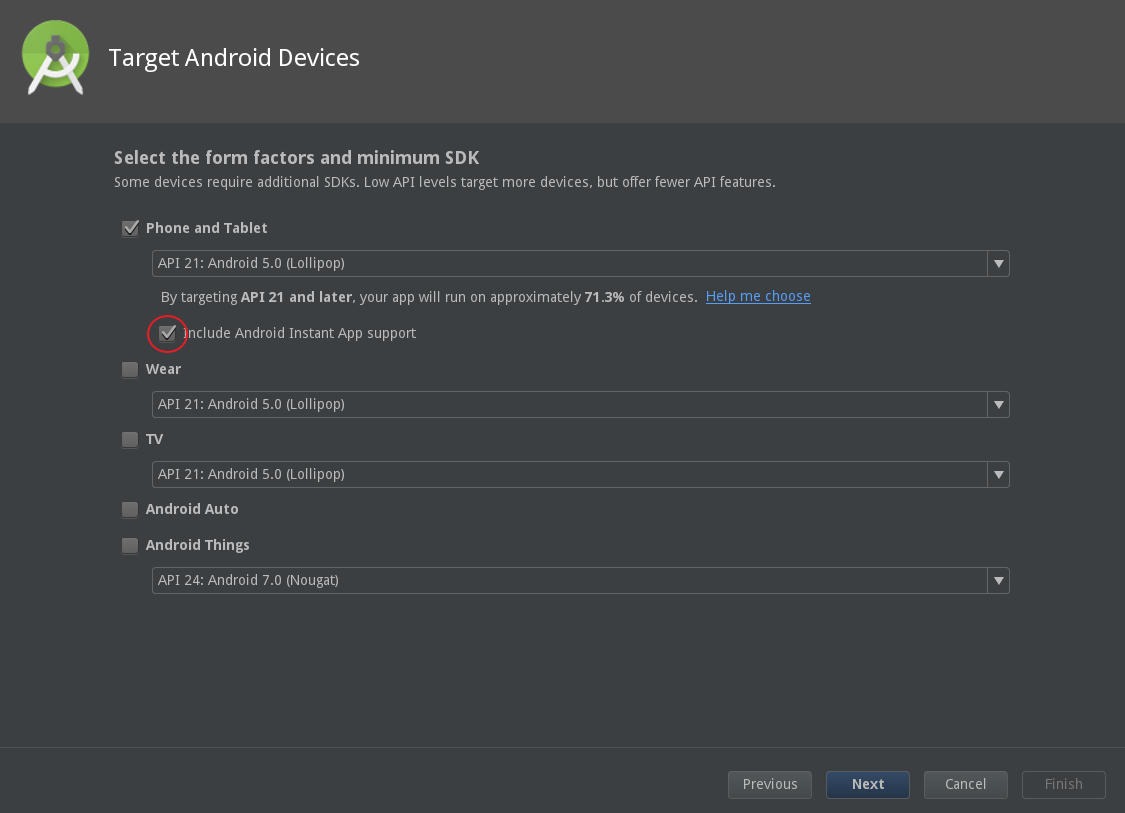 Target Android Devices
Select the form factors and minimum SDK
Some devices require additional SDKs. Low API levels target more devices, but offer fewer API features.
Phone and Tablet
API 21: Android 5.0 (Lollipop)
By targeting API 21 and later, your app will run on approximately 71.3% of devices. Help me choose
Include Android Instant App support
Wear
API 21: Android 5.0 (Lollipop)
TV
API 21: Android 5.0 (Lollipop)
Android Auto
Android Things
API 24: Android 7.0 (Nougat)
Previous Next Cancel Finish